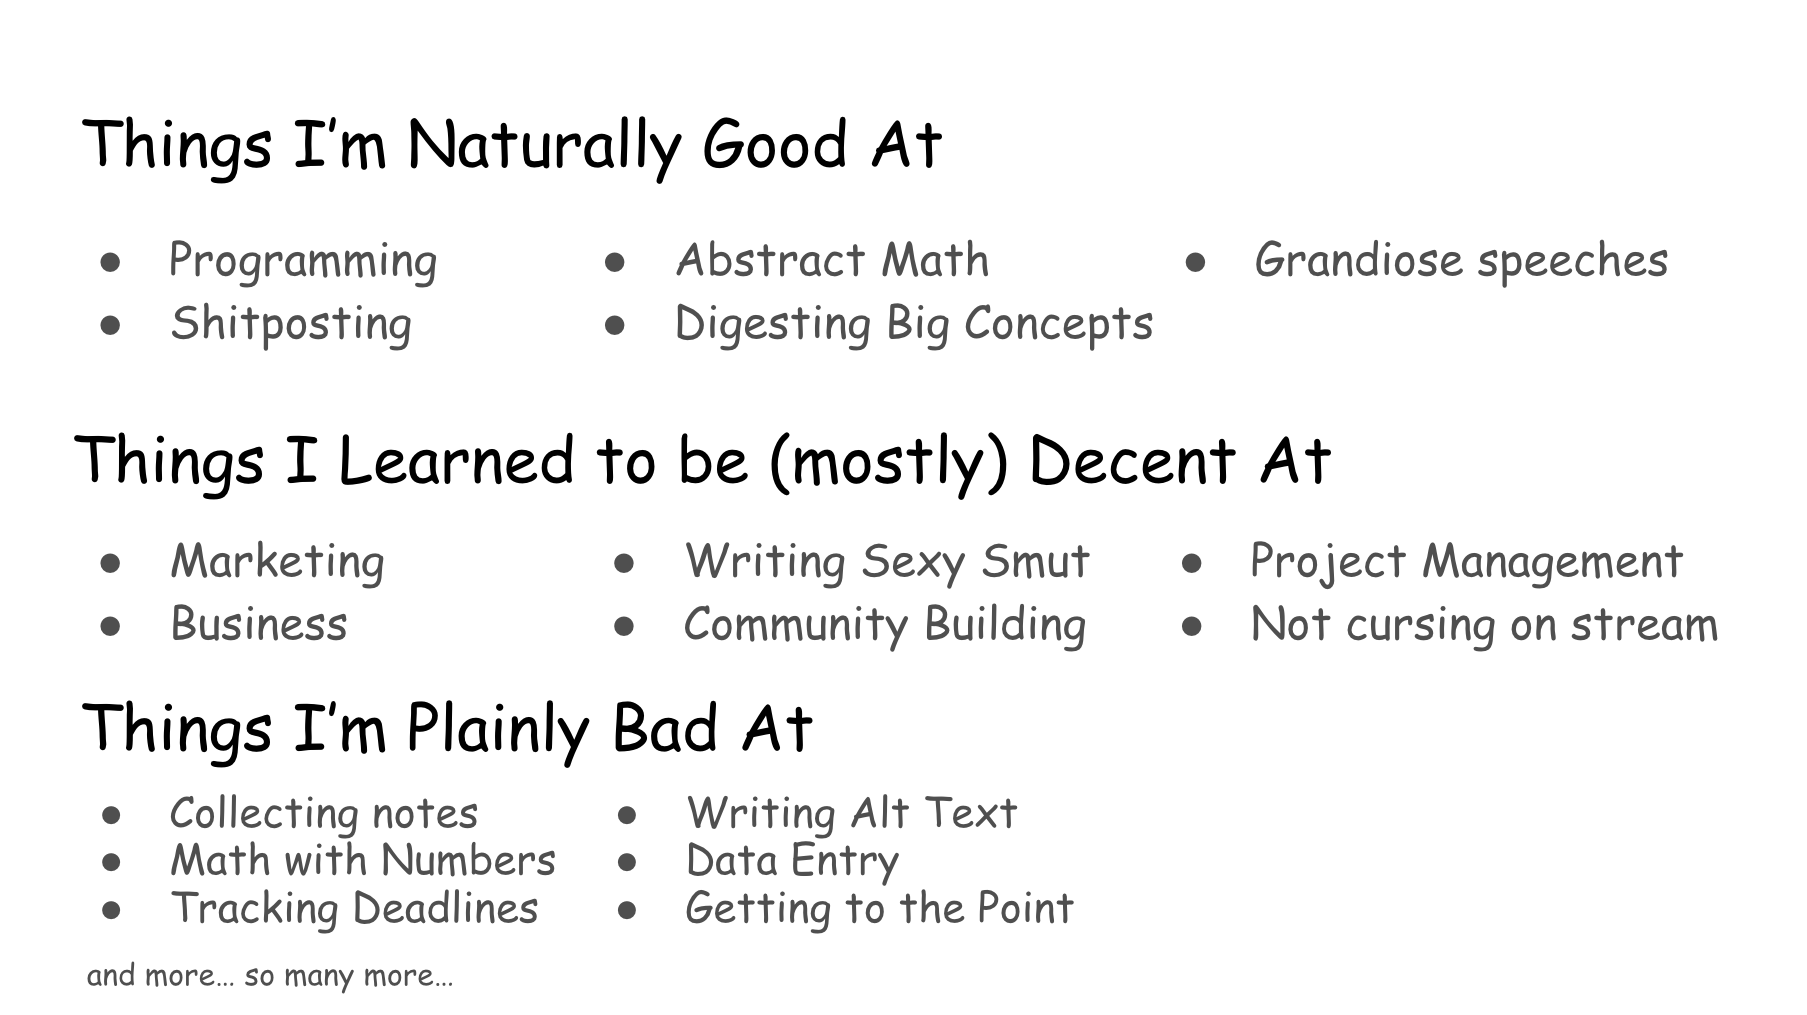 Things I'm Naturally Good At
● Programming
● Shitposting
● Abstract Math
● Digesting Big Concepts
● Grandiose speeches
Things I Learned to be (mostly) Decent At
● Marketing
● Business
● Writing Sexy Smut
● Community Building
● Project Management
● Not cursing on stream
Things I'm Plainly Bad At
● Collecting notes
● Math with Numbers
● Tracking Deadlines
● Writing Alt Text
● Data Entry
● Getting to the Point
and more... so many more...